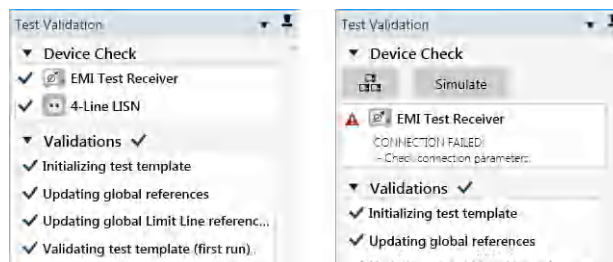 Test Validation
Device Check
EMI Test Receiver
4-Line LISN
Validations
Initializing test template
Updating global references
Updating global Limit Line referenc...
Validating test template (first run)
Test Validation
Device Check
Simulate
EMI Test Receiver
CONNECTION FAILED!
- Check connection parameters.
Validations
Initializing test template
Updating global references